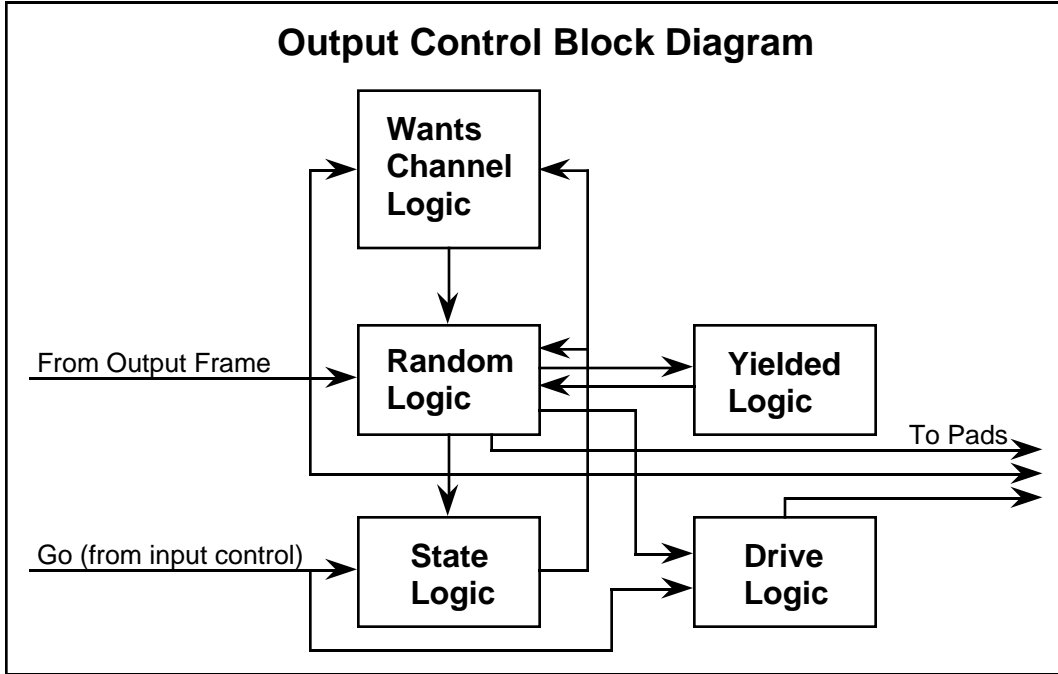 Output Control Block Diagram
Wants
Channel
Logic
From Output Frame
Random
Logic
Yielded
Logic
To Pads
Go (from input control)
State
Logic
Drive
Logic